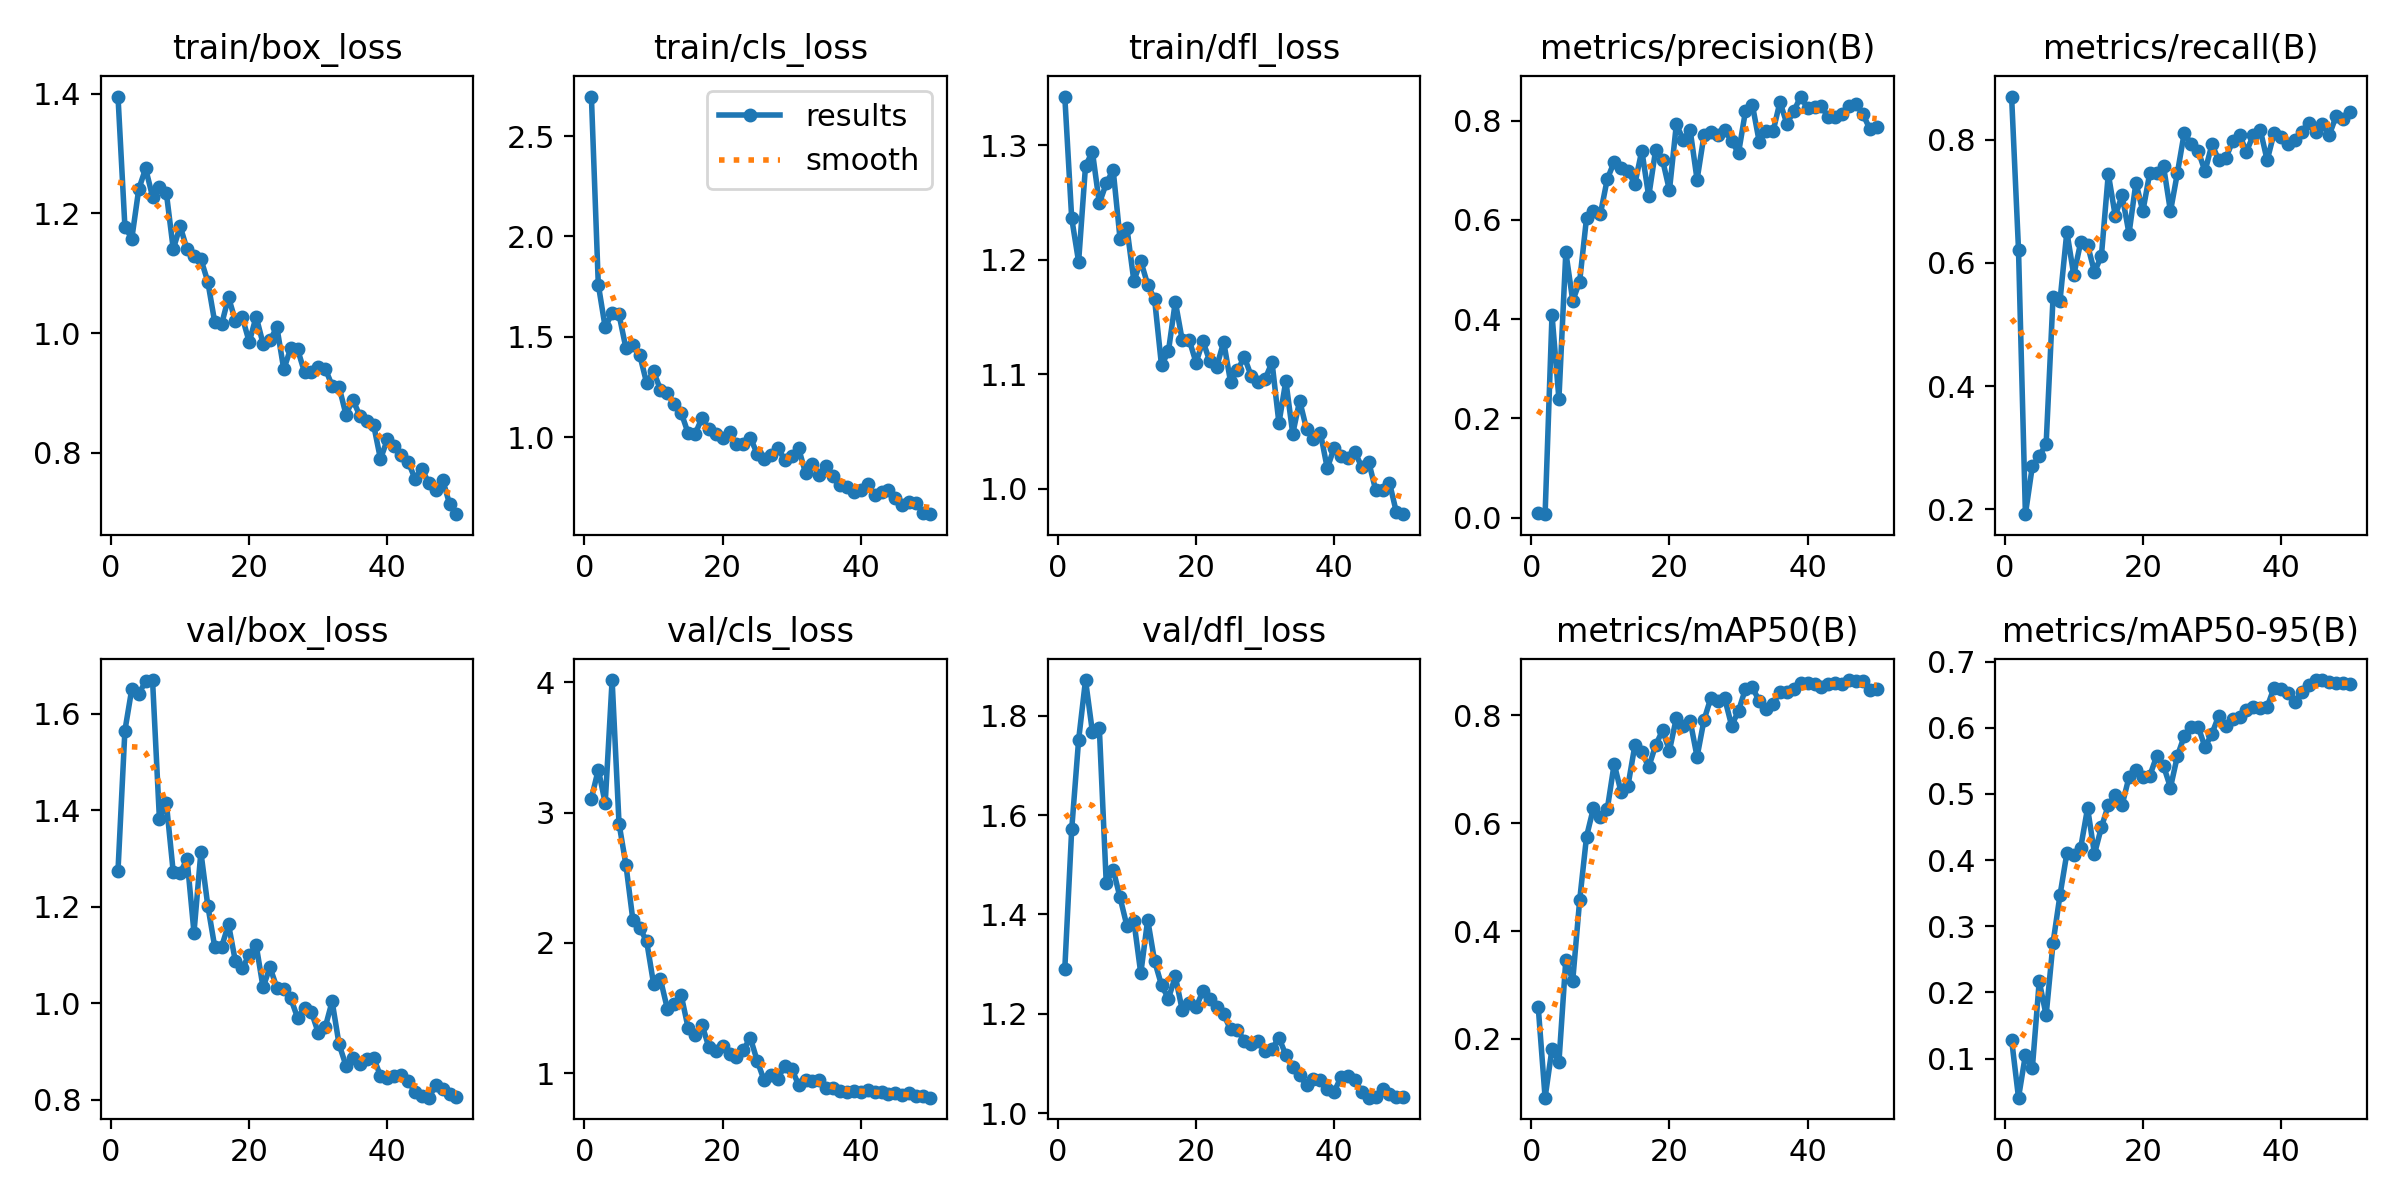 train/box_loss
1.4
1.2
1.0
0.8
0 20 40
train/cls_loss
results
smooth
2.5
2.0
1.5
1.0
0 20 40
train/dfl_loss
1.3
1.2
1.1
1.0
0 20 40
metrics/precision(B)
0.8
0.6
0.4
0.2
0.0
0 20 40
metrics/recall(B)
0.8
0.6
0.4
0.2
0 20 40
val/box_loss
1.6
1.4
1.2
1.0
0.8
0 20 40
val/cls_loss
4
3
2
1
0 20 40
val/dfl_loss
1.8
1.6
1.4
1.2
1.0
0 20 40
metrics/mAP50(B)
0.8
0.6
0.4
0.2
0 20 40
metrics/mAP50-95(B)
0.7
0.6
0.5
0.4
0.3
0.2
0.1
0 20 40